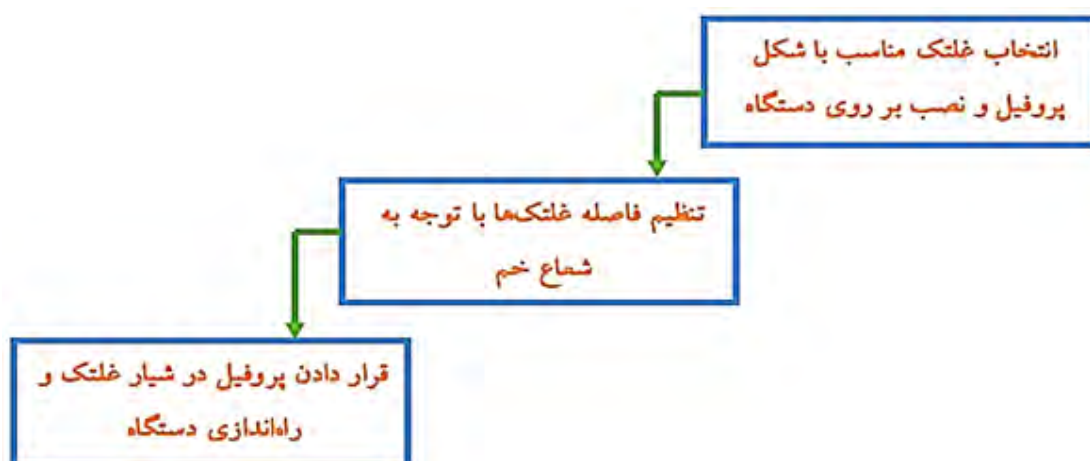 انتخاب غلتک مناسب با شکل
پروفیل و نصب بر روی دستگاه
تنظیم فاصله غلتک‌ها با توجه به
شعاع خم
قرار دادن پروفیل در شیار غلتک و
راه‌اندازی دستگاه